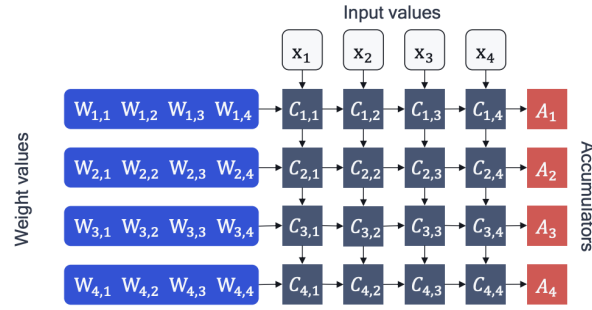 Input values
x₁ x₂ x₃ x₄
W₁,₁ W₁,₂ W₁,₃ W₁,₄ C₁,₁ C₁,₂ C₁,₃ C₁,₄ A₁
W₂,₁ W₂,₂ W₂,₃ W₂,₄ C₂,₁ C₂,₂ C₂,₃ C₂,₄ A₂
W₃,₁ W₃,₂ W₃,₃ W₃,₄ C₃,₁ C₃,₂ C₃,₃ C₃,₄ A₃
W₄,₁ W₄,₂ W₄,₃ W₄,₄ C₄,₁ C₄,₂ C₄,₃ C₄,₄ A₄
Weight values
Accumulators